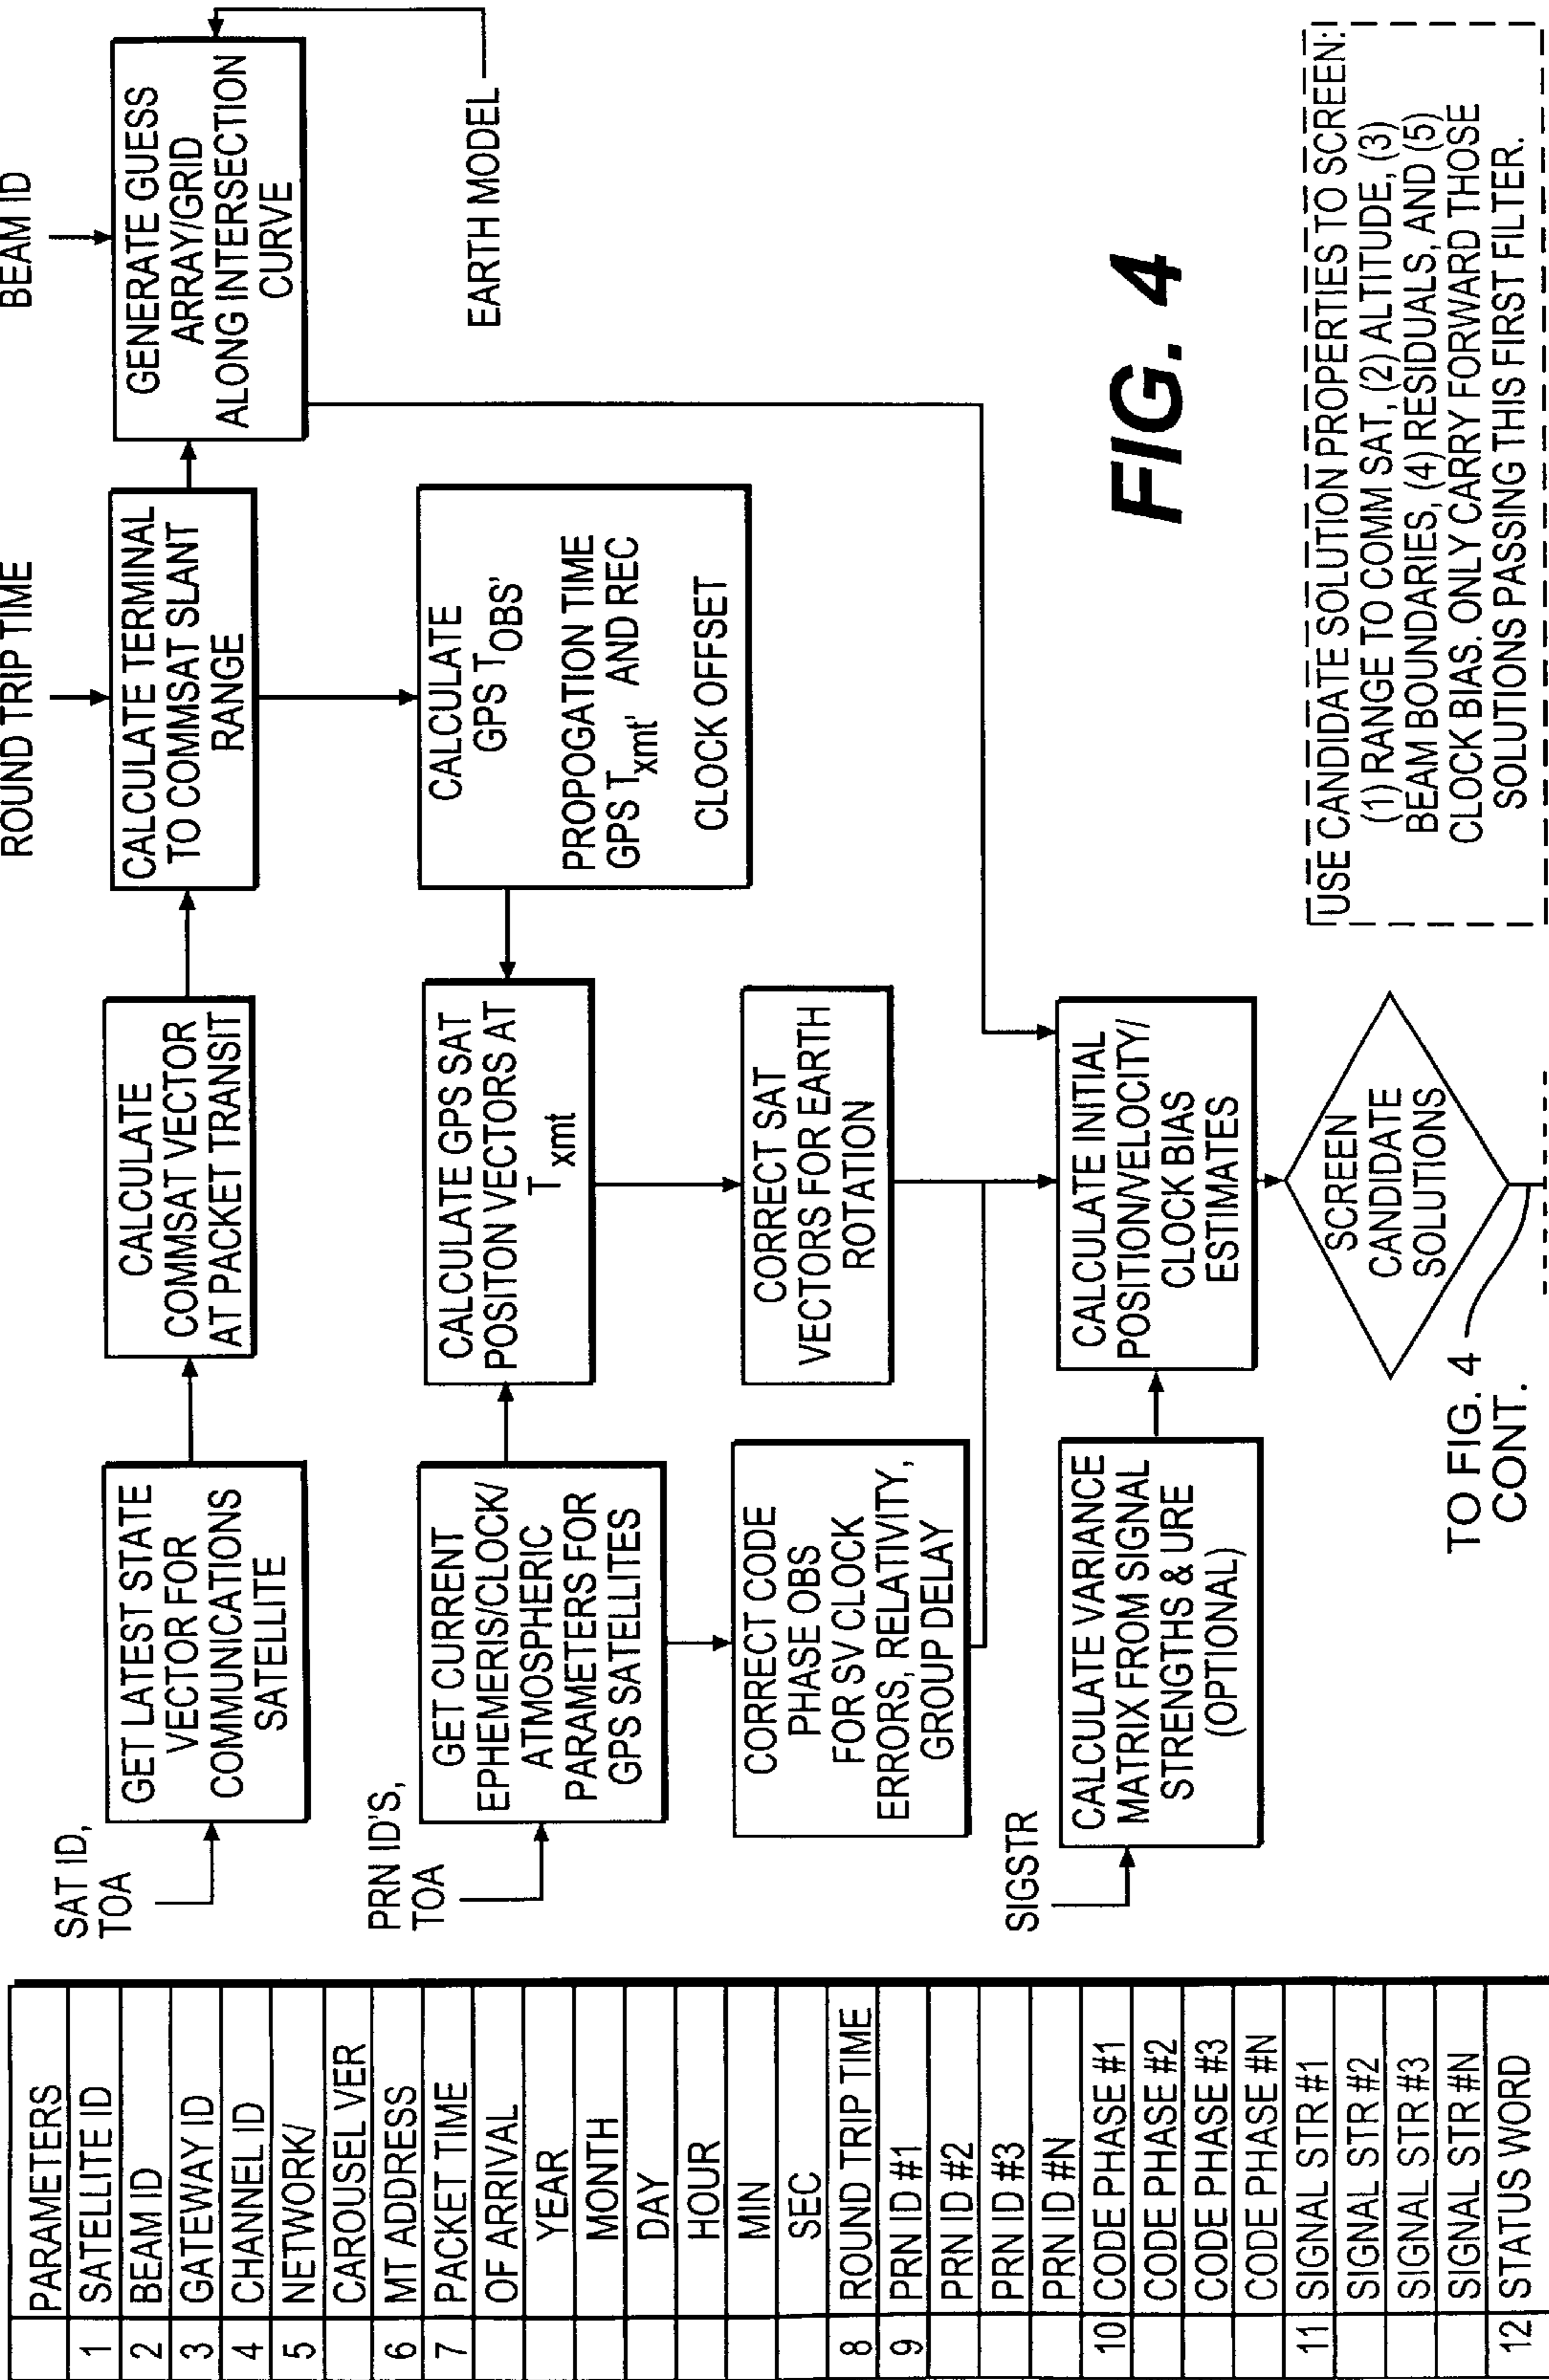 PARAMETERS
1 SATELLITE ID
2 BEAM ID
3 GATEWAY ID
4 CHANNEL ID
5 NETWORK/
CAROUSEL VER
6 MT ADDRESS
7 PACKET TIME
OF ARRIVAL
YEAR
MONTH
DAY
HOUR
MIN
SEC
8 ROUND TRIP TIME
9 PRN ID #1
PRN ID #2
PRN ID #3
PRN ID #N
10 CODE PHASE #1
CODE PHASE #2
CODE PHASE #3
CODE PHASE #N
11 SIGNAL STR #1
SIGNAL STR #2
SIGNAL STR #3
SIGNAL STR #N
12 STATUS WORD
SAT ID,
TOA
GET LATEST STATE
VECTOR FOR
COMMUNICATIONS
SATELLITE
CALCULATE
COMMSAT VECTOR
AT PACKET TRANSIT
ROUND TRIP TIME
CALCULATE TERMINAL
TO COMMSAT SLANT
RANGE
BEAM ID
GENERATE GUESS
ARRAY/GRID
ALONG INTERSECTION
CURVE
EARTH MODEL
PRN ID'S,
TOA
GET CURRENT
EPHEMERIS/CLOCK/
ATMOSPHERIC
PARAMETERS FOR
GPS SATELLITES
CALCULATE GPS SAT
POSITON VECTORS AT
Txmt
CALCULATE
GPS TOBS'
PROPOGATION TIME
GPS Txmt' AND REC
CLOCK OFFSET
CORRECT CODE
PHASE OBS
FOR SV CLOCK
ERRORS, RELATIVITY,
GROUP DELAY
CORRECT SAT
VECTORS FOR EARTH
ROTATION
SIGSTR
CALCULATE VARIANCE
MATRIX FROM SIGNAL
STRENGTHS & URE
(OPTIONAL)
CALCULATE INITIAL
POSITION/VELOCITY/
CLOCK BIAS
ESTIMATES
SCREEN
CANDIDATE
SOLUTIONS
TO FIG. 4
CONT.
FIG. 4
USE CANDIDATE SOLUTION PROPERTIES TO SCREEN:
(1) RANGE TO COMM SAT, (2) ALTITUDE, (3)
BEAM BOUNDARIES, (4) RESIDUALS, AND (5)
CLOCK BIAS. ONLY CARRY FORWARD THOSE
SOLUTIONS PASSING THIS FIRST FILTER.